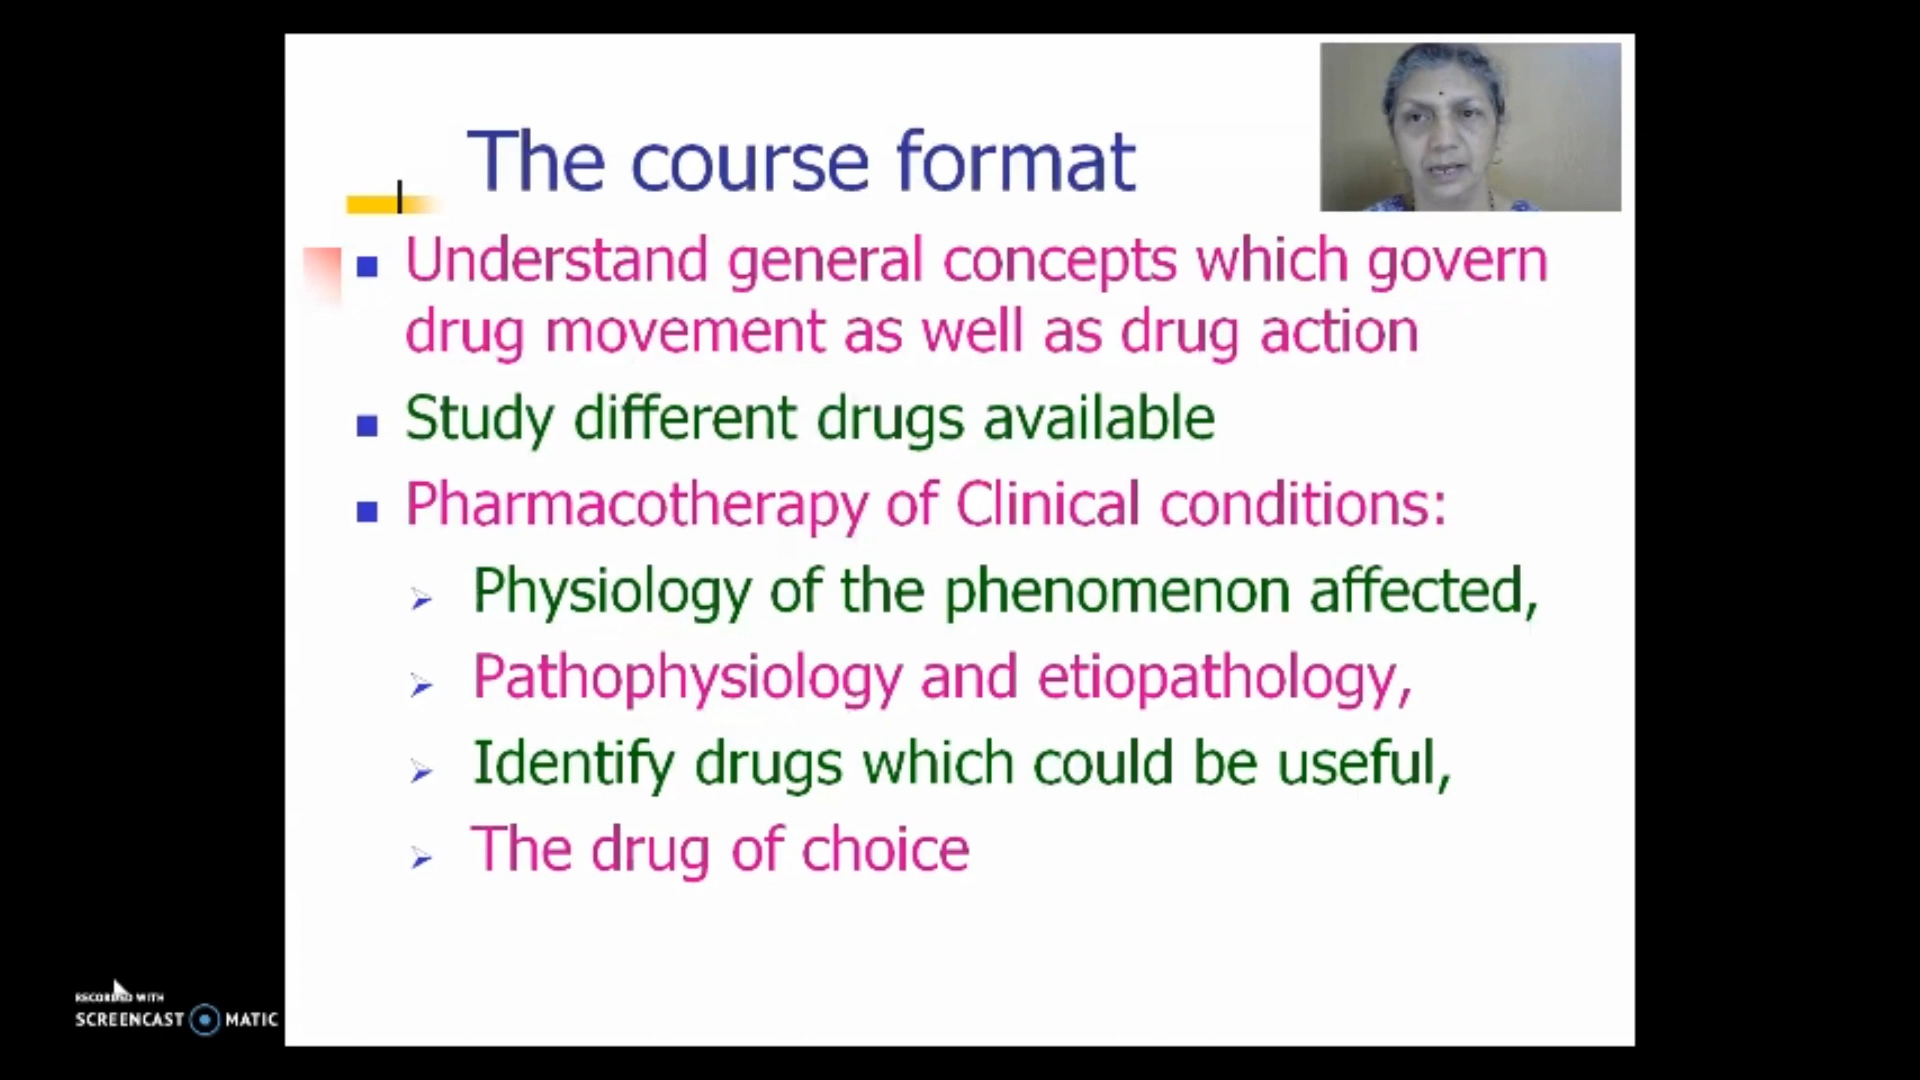 The course format
Understand general concepts which govern
drug movement as well as drug action
Study different drugs available
Pharmacotherapy of Clinical conditions:
Physiology of the phenomenon affected,
Pathophysiology and etiopathology,
Identify drugs which could be useful,
The drug of choice
RECORDED WITH
SCREENCAST MATIC